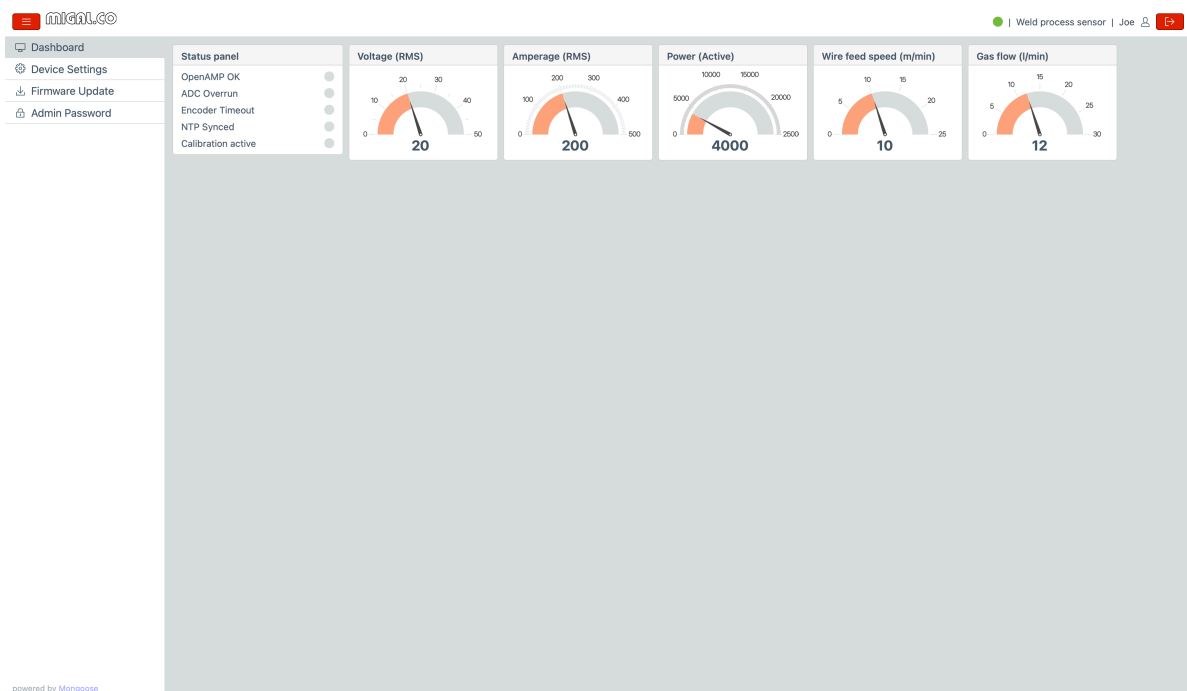 MIGAL.CO
Weld process sensor | Joe
Dashboard
Device Settings
Firmware Update
Admin Password
Status panel
OpenAMP OK
ADC Overrun
Encoder Timeout
NTP Synced
Calibration active
Voltage (RMS)
0
10
20
30
40
50
20
Amperage (RMS)
0
100
200
300
400
500
200
Power (Active)
0
5000
10000
15000
20000
2500
4000
Wire feed speed (m/min)
0
5
10
15
20
25
10
Gas flow (l/min)
0
5
10
15
20
25
30
12
powered by Mongoose